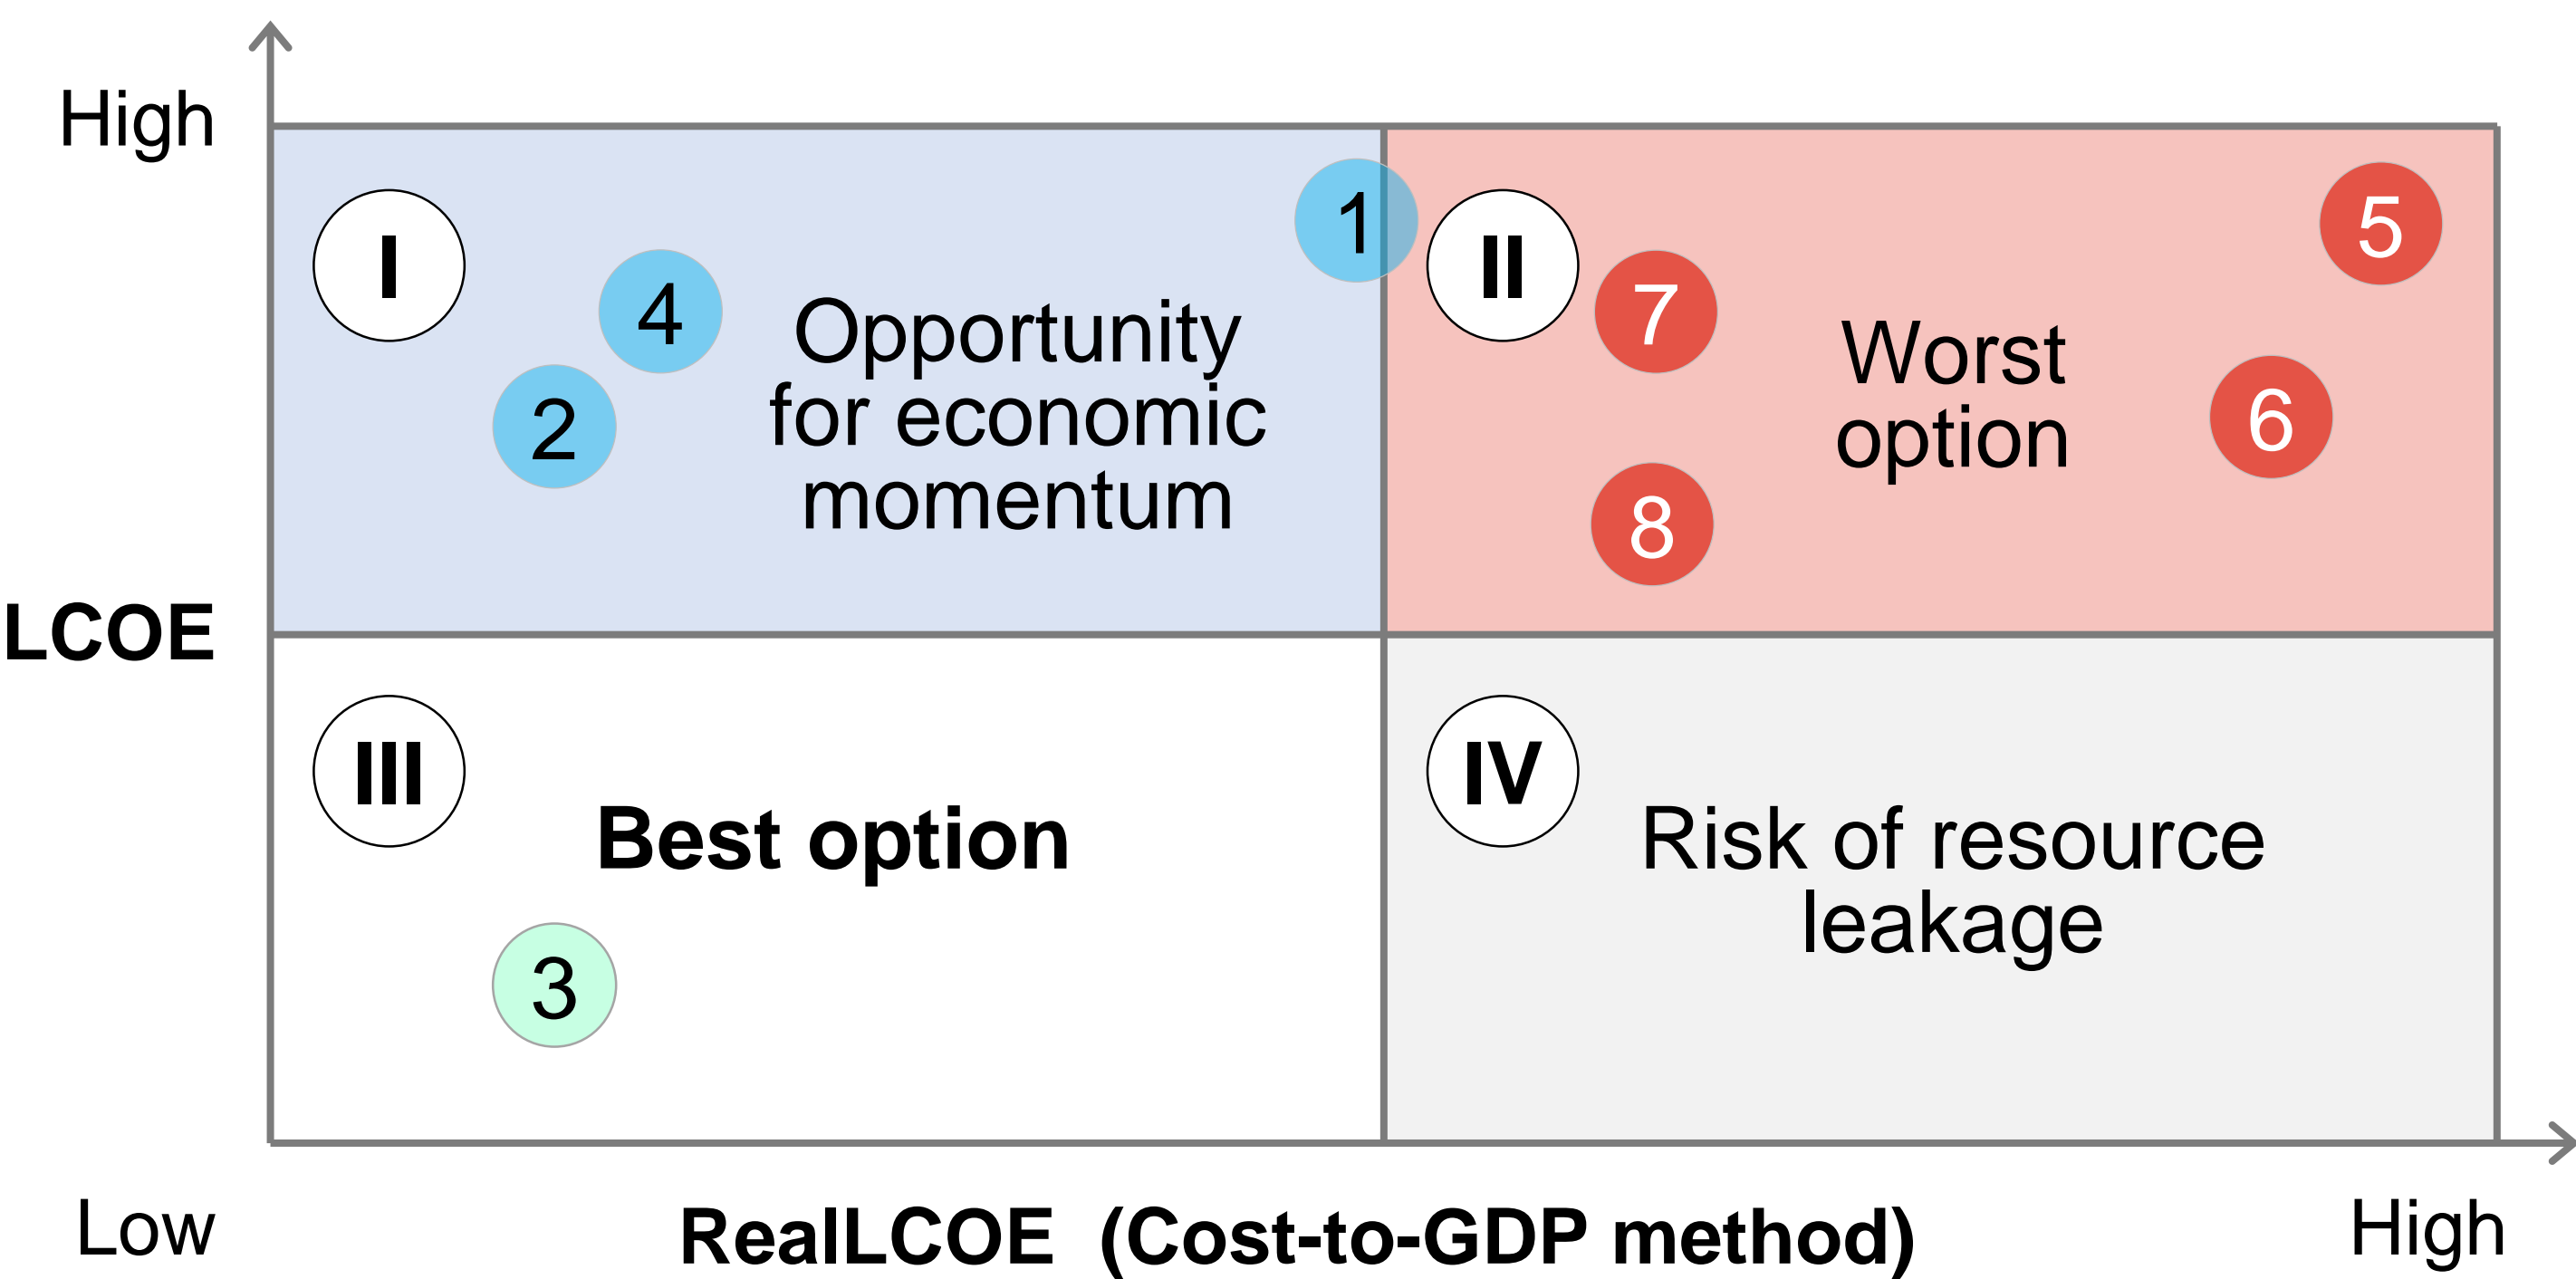 High
1
5
I
II
4
7
Opportunity
for economic
momentum
Worst
option
2
6
8
LCOE
III
IV
Best option
Risk of resource
leakage
3
Low
RealLCOE (Cost-to-GDP method)
High